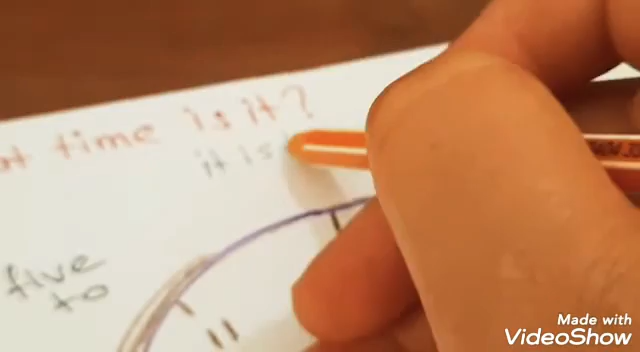 time is it?
it is
five
to
11
Made with
VideoShow